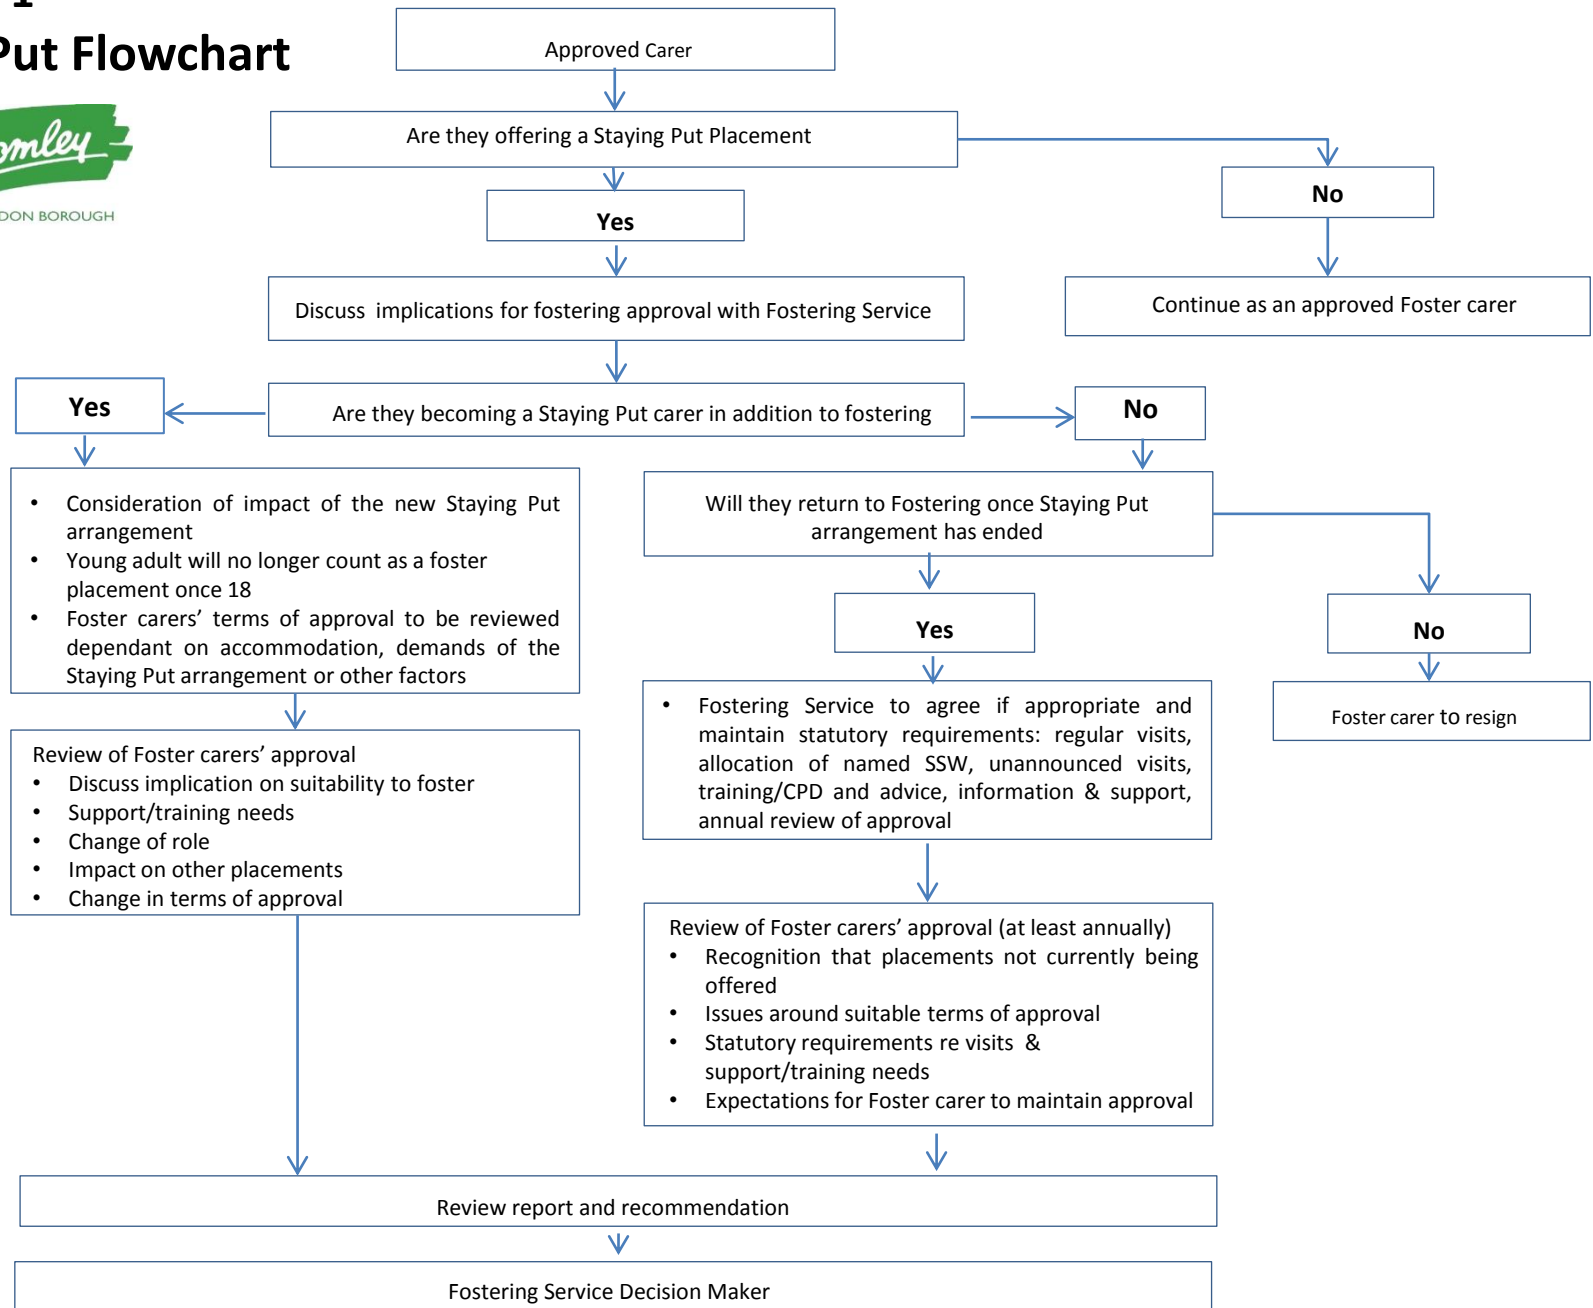 Put Flowchart
DON BOROUGH
Approved Carer
Are they offering a Staying Put Placement
No
Yes
Continue as an approved Foster carer
Discuss implications for fostering approval with Fostering Service
Yes
Are they becoming a Staying Put carer in addition to fostering
No
• Consideration of impact of the new Staying Put
arrangement
• Young adult will no longer count as a foster
placement once 18
• Foster carers’ terms of approval to be reviewed
dependant on accommodation, demands of the
Staying Put arrangement or other factors
Will they return to Fostering once Staying Put
arrangement has ended
Yes
No
Foster carer to resign
• Fostering Service to agree if appropriate and
maintain statutory requirements: regular visits,
allocation of named SSW, unannounced visits,
training/CPD and advice, information & support,
annual review of approval
Review of Foster carers’ approval
• Discuss implication on suitability to foster
• Support/training needs
• Change of role
• Impact on other placements
• Change in terms of approval
Review of Foster carers’ approval (at least annually)
• Recognition that placements not currently being
offered
• Issues around suitable terms of approval
• Statutory requirements re visits &
support/training needs
• Expectations for Foster carer to maintain approval
Review report and recommendation
Fostering Service Decision Maker